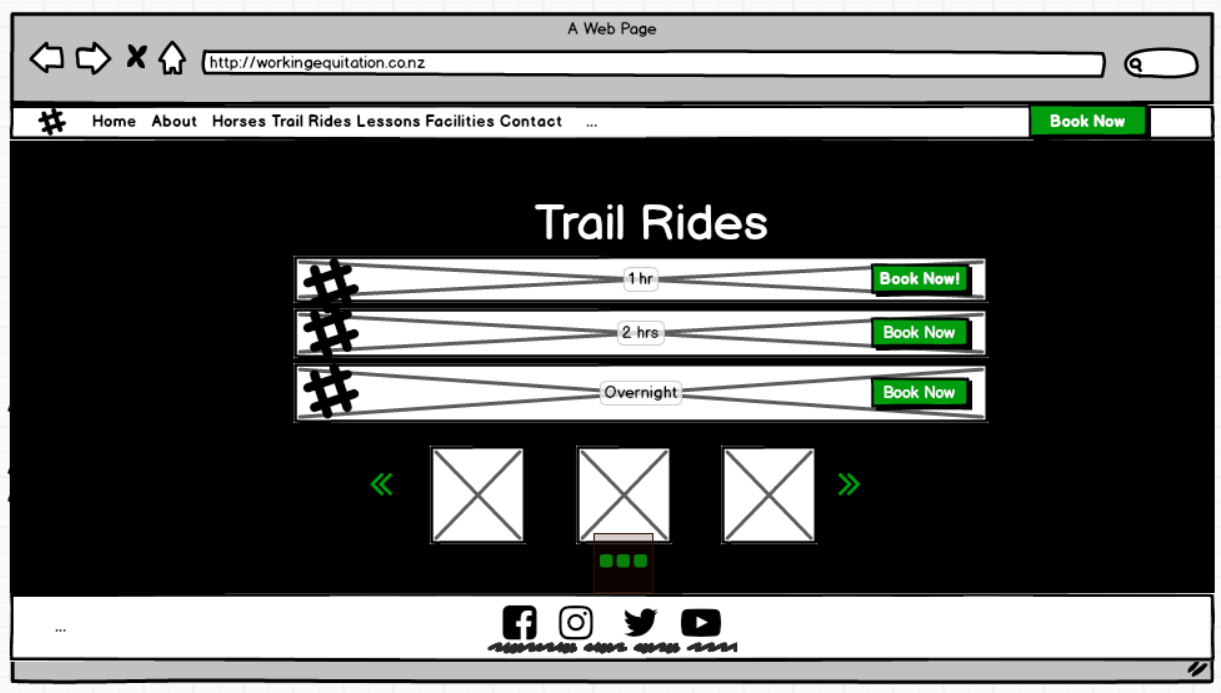 A Web Page
http://workingequitation.co.nz
Home About Horses Trail Rides Lessons Facilities Contact ... Book Now
Trail Rides
1 hr Book Now!
2 hrs Book Now
Overnight Book Now
...